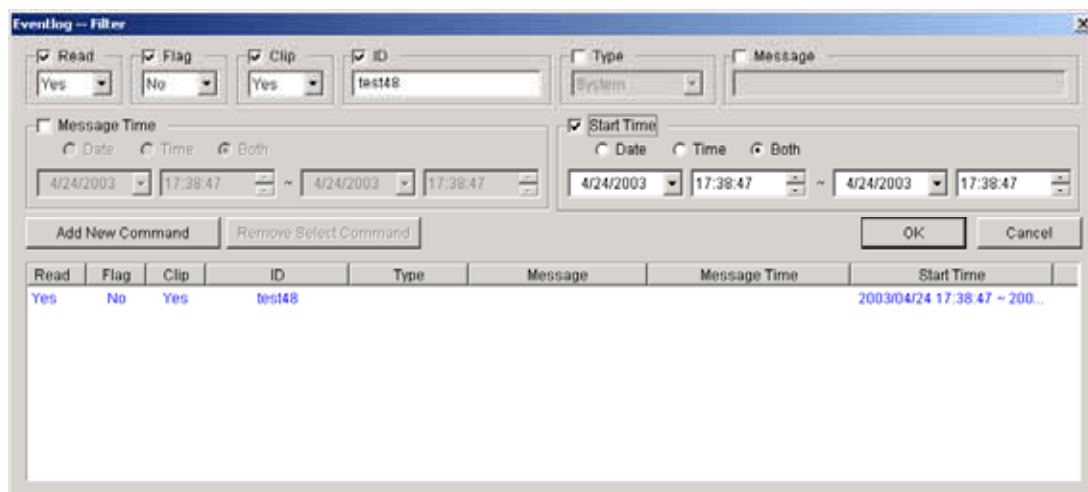 Eventlog -- Filter
Read Flag Clip ID Type Message
Yes No Yes test48 System
Message Time Start Time
Date Time Both Date Time Both
4/24/2003 17:38:47 ~ 4/24/2003 17:38:47 4/24/2003 17:38:47 ~ 4/24/2003 17:38:47
Add New Command Remove Select Command OK Cancel
Read Flag Clip ID Type Message Message Time Start Time
Yes No Yes test48 2003/04/24 17:38:47 ~ 200...